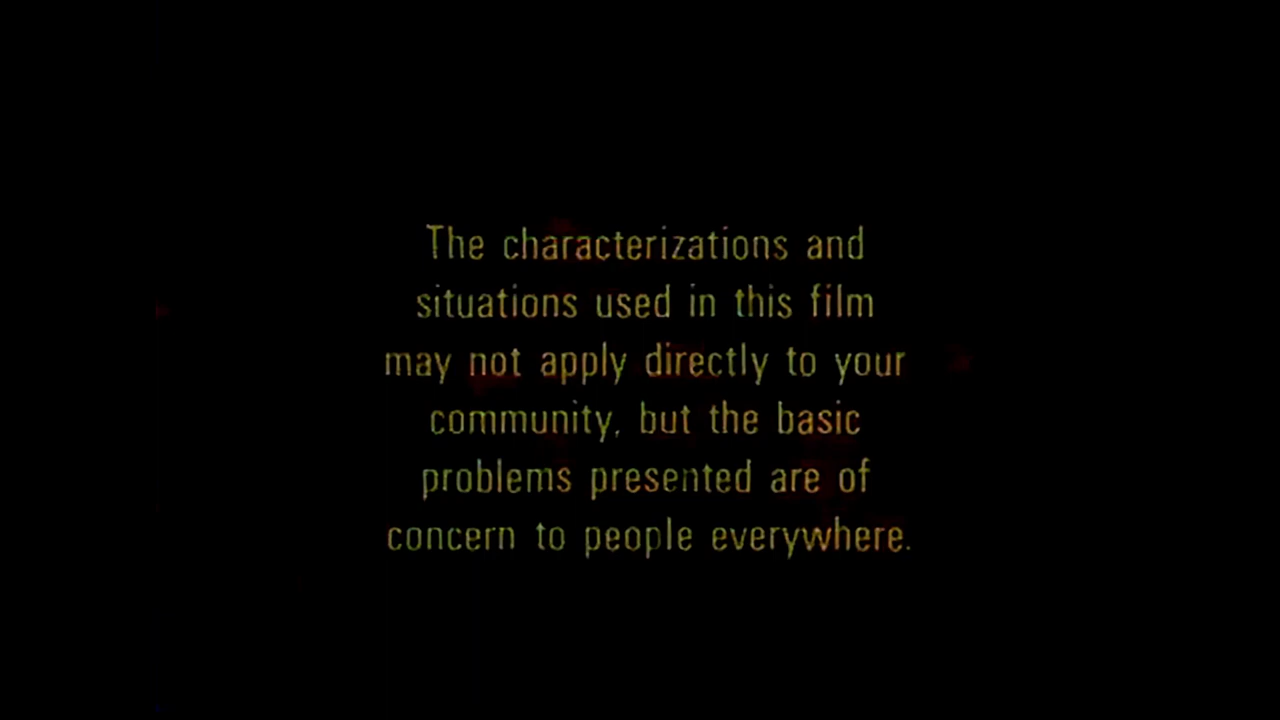 The characterizations and
situations used in this film
may not apply directly to your
community, but the basic
problems presented are of
concern to people everywhere.